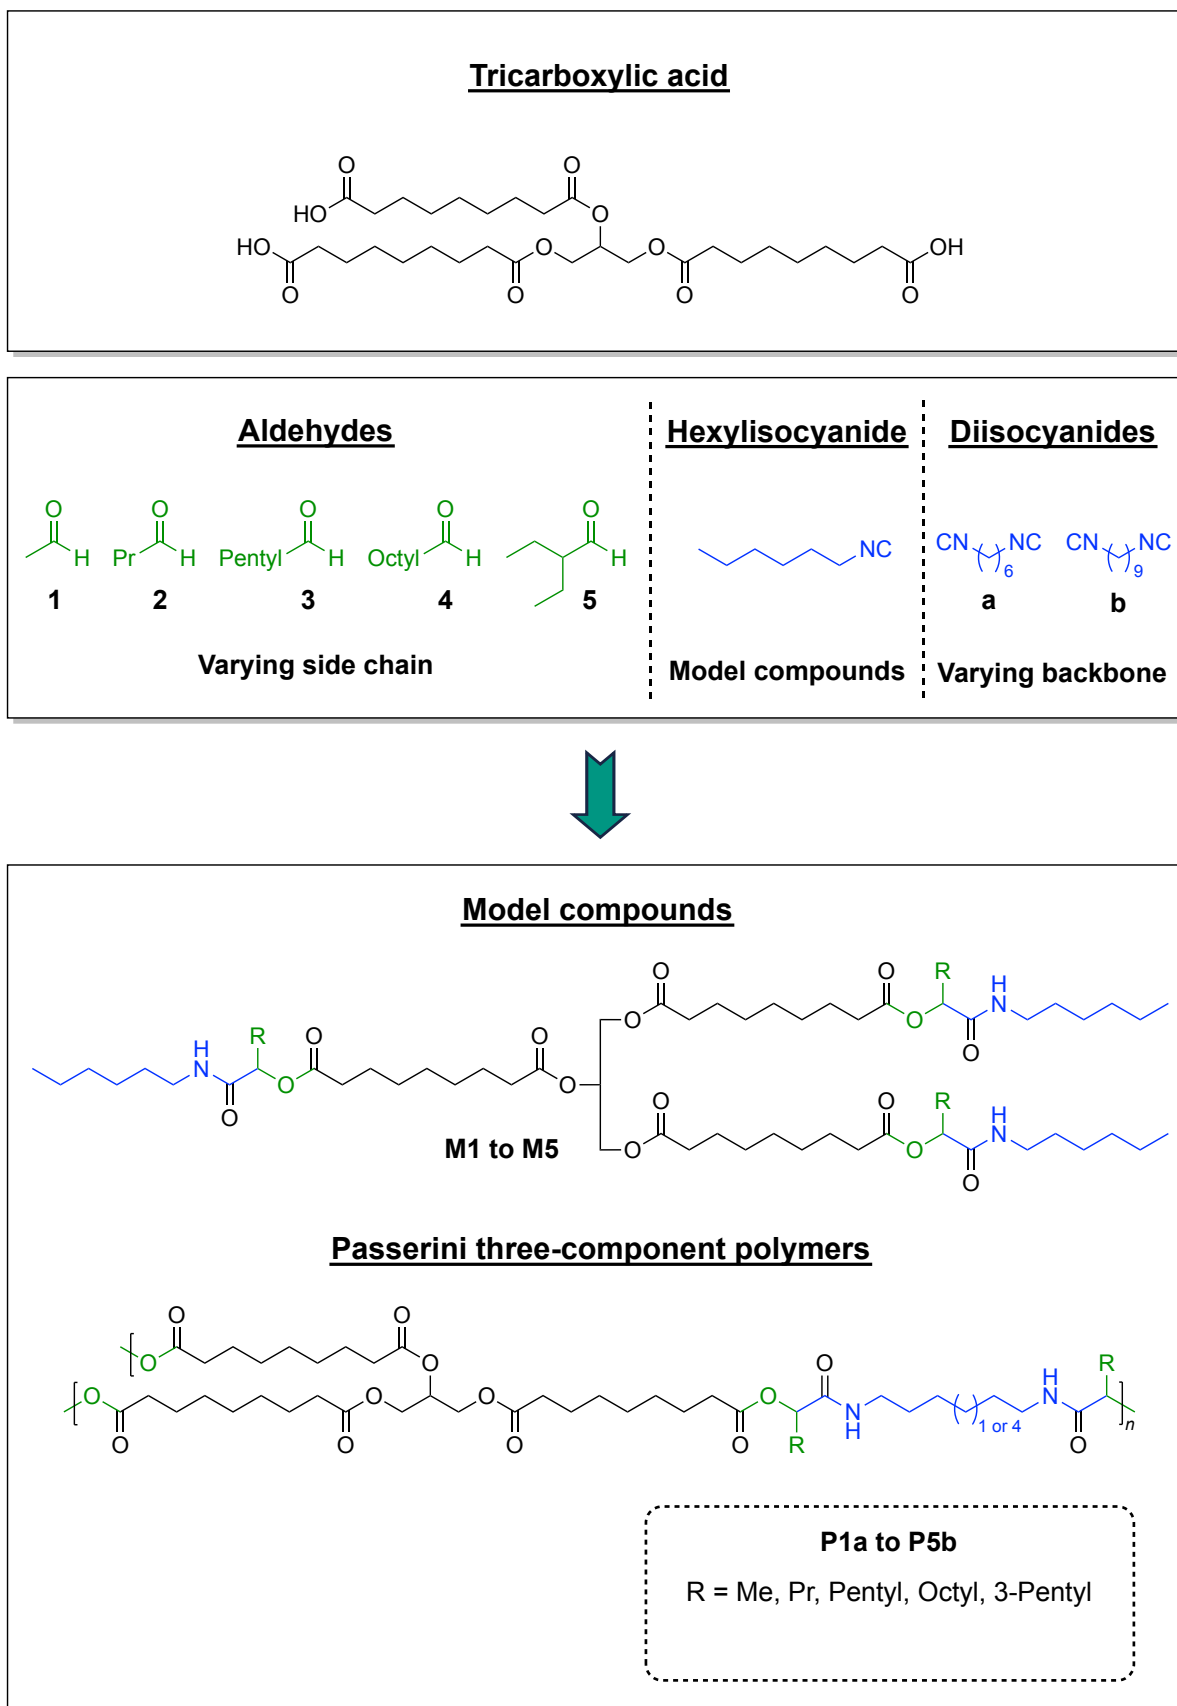 Tricarboxylic acid
O O
HO O
HO O O OH
O O O O
Aldehydes
Hexylisocyanide
Diisocyanides
O O O O O
H Pr H Pentyl H Octyl H H
NC
CN NC CN NC
6 9
1 2 3 4 5
a b
Varying side chain
Model compounds
Varying backbone
Model compounds
O O R H
O O N
O
R H
N O O O
O O
O
O O R H
O O N
O
M1 to M5
Passerini three-component polymers
O O
O O
O O O O O H R
N
O O O O R N H 1 or 4 O n
P1a to P5b
R = Me, Pr, Pentyl, Octyl, 3-Pentyl